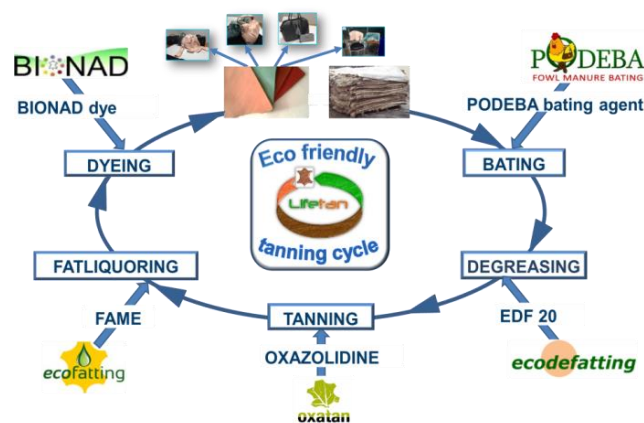 BIONAD
BIONAD dye
DYEING
PODEBA
FOWL MANURE BATING
PODEBA bating agent
BATING
Eco friendly
Lifetan
tanning cycle
FATLIQUORING
FAME
ecofatting
TANNING
OXAZOLIDINE
oxatan
DEGREASING
EDF 20
ecodefatting